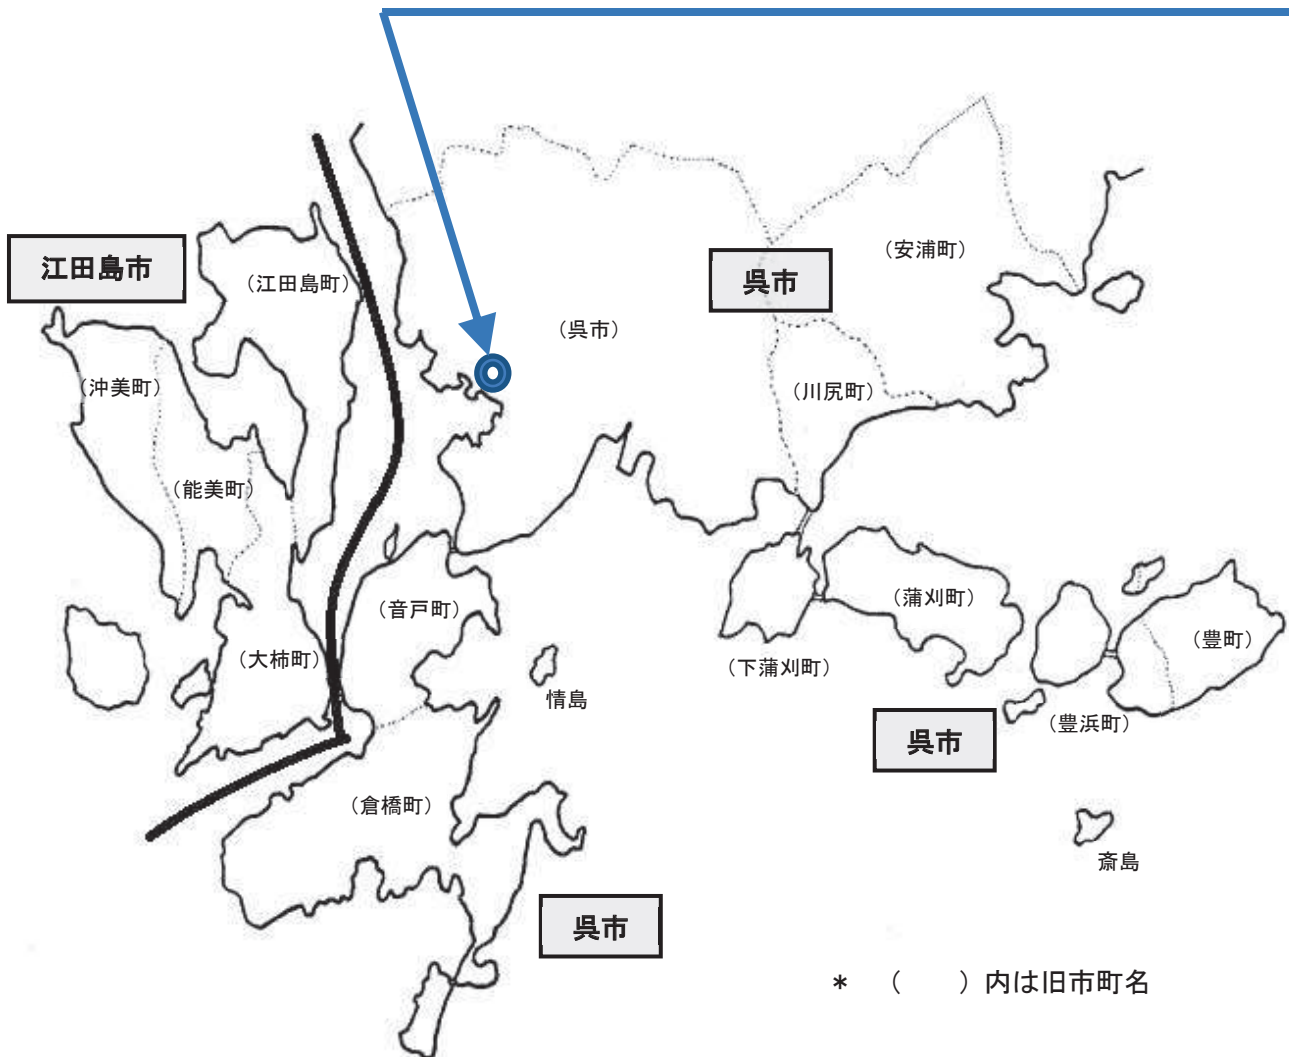 江田島市
（江田島町）
呉市
（安浦町）
（呉市）
（沖美町）
（川尻町）
（能美町）
（音戸町）
（蒲刈町）
（大柿町）
（下蒲刈町）
（豊町）
情島
呉市
（豊浜町）
（倉橋町）
斎島
呉市
* （　　）内は旧市町名